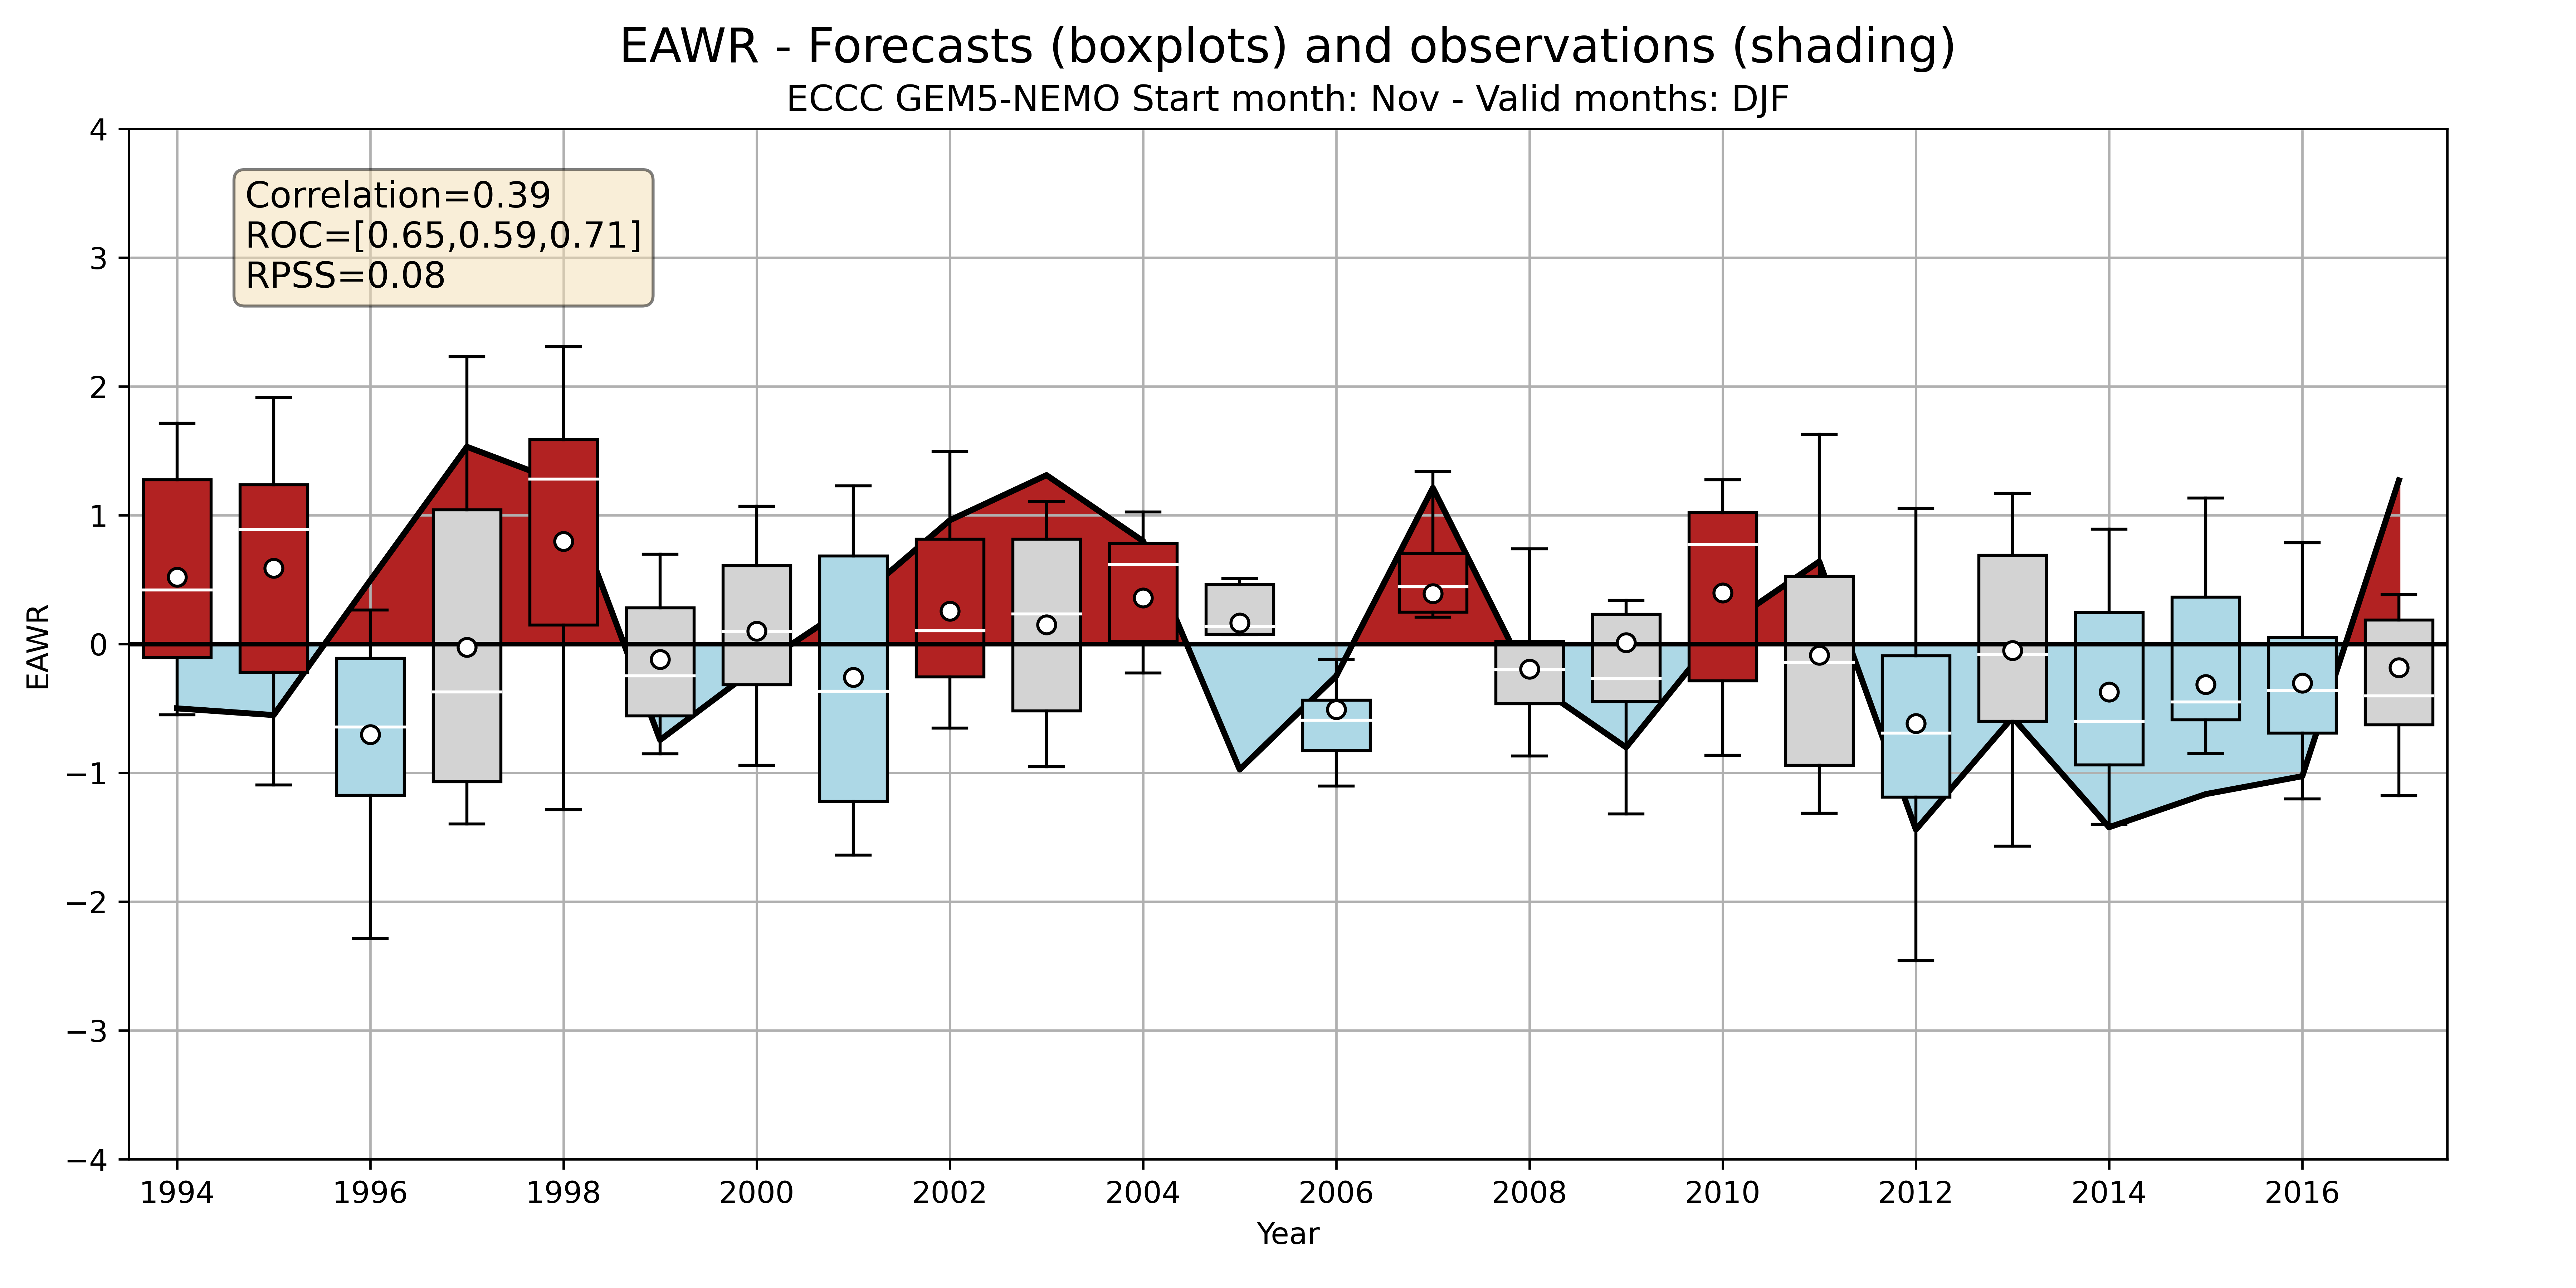 EAWR - Forecasts (boxplots) and observations (shading)
ECCC GEM5-NEMO Start month: Nov - Valid months: DJF
Correlation=0.39
ROC=[0.65,0.59,0.71]
RPSS=0.08
EAWR
4
3
2
1
0
−1
−2
−3
−4
1994 1996 1998 2000 2002 2004 2006 2008 2010 2012 2014 2016
Year